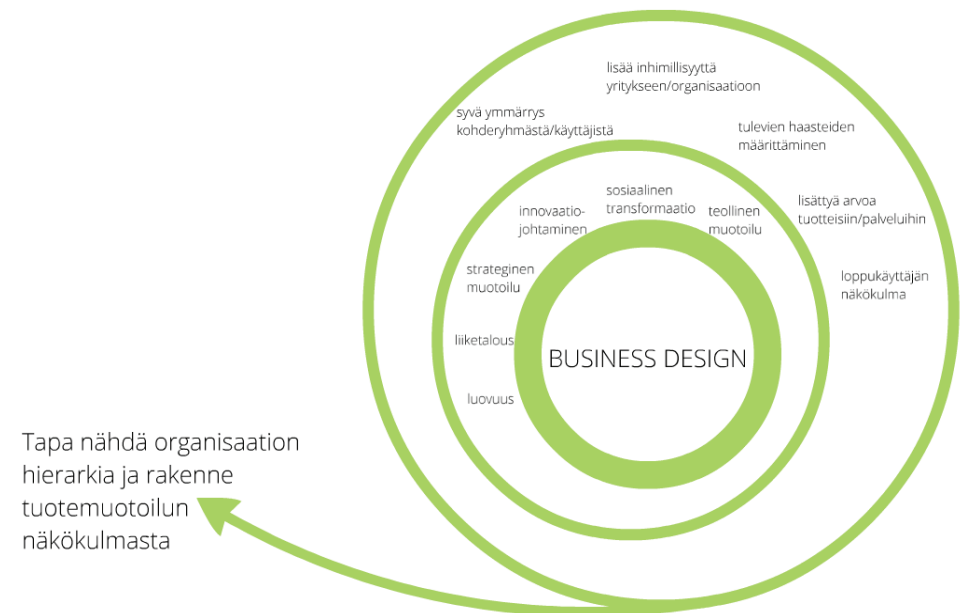 lisää inhimillisyyttä
yritykseen/organisaatioon
syvä ymmärrys
kohderyhmästä/käyttäjistä
tulevien haasteiden
määrittäminen
sosiaalinen
transformaatio
innovaatio-
johtaminen
teollinen
muotoilu
lisättyä arvoa
tuotteisiin/palveluihin
strateginen
muotoilu
loppukäyttäjän
näkökulma
liiketalous
BUSINESS DESIGN
luovuus
Tapa nähdä organisaation
hierarkia ja rakenne
tuotemuotoilun
näkökulmasta